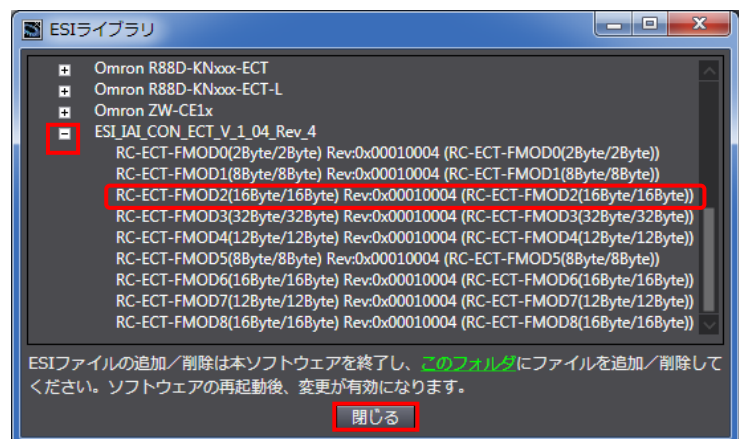 ESIライブラリ
Omron R88D-KNxxx-ECT
Omron R88D-KNxxx-ECT-L
Omron ZW-CE1x
ESI_IAI_CON_ECT_V_1_04_Rev_4
RC-ECT-FMOD0(2Byte/2Byte) Rev:0x00010004 (RC-ECT-FMOD0(2Byte/2Byte))
RC-ECT-FMOD1(8Byte/8Byte) Rev:0x00010004 (RC-ECT-FMOD1(8Byte/8Byte))
RC-ECT-FMOD2(16Byte/16Byte) Rev:0x00010004 (RC-ECT-FMOD2(16Byte/16Byte))
RC-ECT-FMOD3(32Byte/32Byte) Rev:0x00010004 (RC-ECT-FMOD3(32Byte/32Byte))
RC-ECT-FMOD4(12Byte/12Byte) Rev:0x00010004 (RC-ECT-FMOD4(12Byte/12Byte))
RC-ECT-FMOD5(8Byte/8Byte) Rev:0x00010004 (RC-ECT-FMOD5(8Byte/8Byte))
RC-ECT-FMOD6(16Byte/16Byte) Rev:0x00010004 (RC-ECT-FMOD6(16Byte/16Byte))
RC-ECT-FMOD7(12Byte/12Byte) Rev:0x00010004 (RC-ECT-FMOD7(12Byte/12Byte))
RC-ECT-FMOD8(16Byte/16Byte) Rev:0x00010004 (RC-ECT-FMOD8(16Byte/16Byte))
ESIファイルの追加／削除は本ソフトウェアを終了し、このフォルダにファイルを追加／削除して
ください。ソフトウェアの再起動後、変更が有効になります。
閉じる